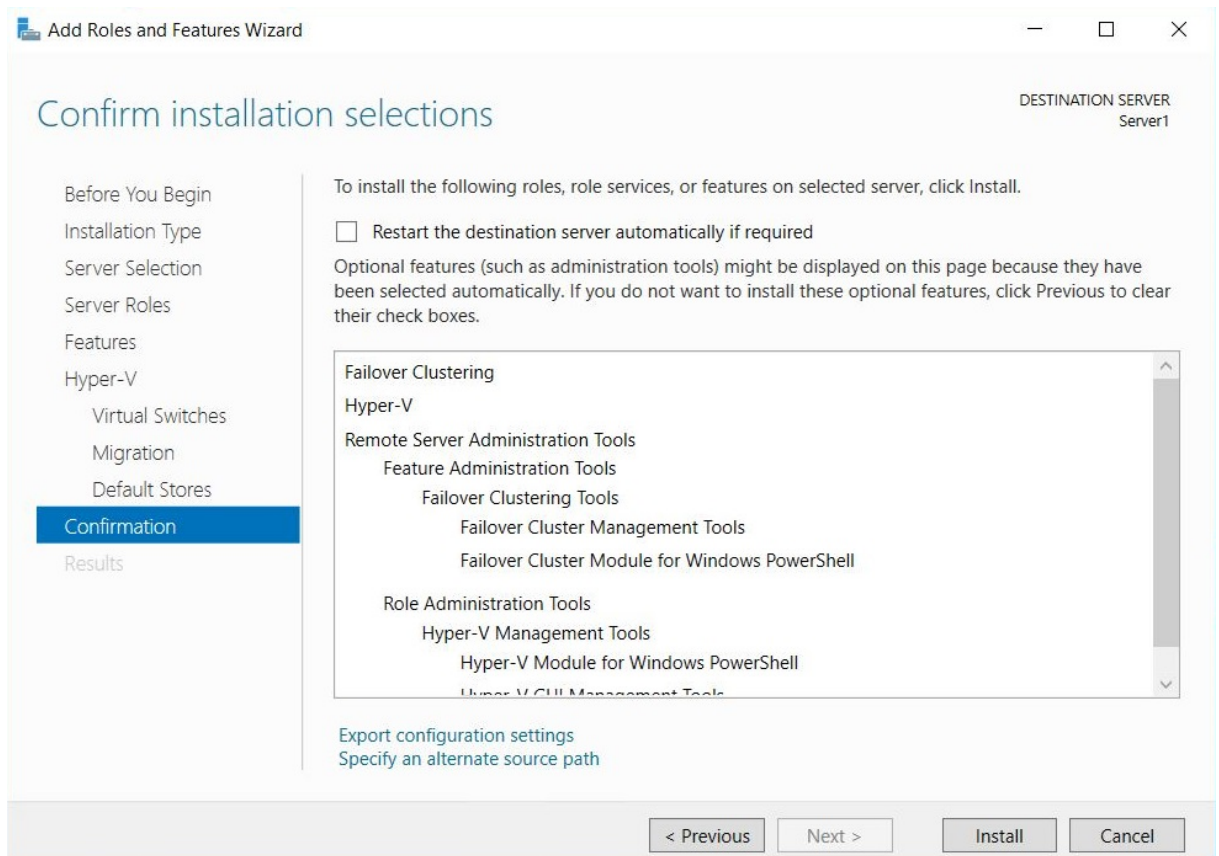 Add Roles and Features Wizard
Confirm installation selections
DESTINATION SERVER
Server1
Before You Begin
Installation Type
Server Selection
Server Roles
Features
Hyper-V
Virtual Switches
Migration
Default Stores
Confirmation
Results
To install the following roles, role services, or features on selected server, click Install.
Restart the destination server automatically if required
Optional features (such as administration tools) might be displayed on this page because they have
been selected automatically. If you do not want to install these optional features, click Previous to clear
their check boxes.
Failover Clustering
Hyper-V
Remote Server Administration Tools
Feature Administration Tools
Failover Clustering Tools
Failover Cluster Management Tools
Failover Cluster Module for Windows PowerShell
Role Administration Tools
Hyper-V Management Tools
Hyper-V Module for Windows PowerShell
Hyper-V GUI Management Tools
Export configuration settings
Specify an alternate source path
< Previous
Next >
Install
Cancel